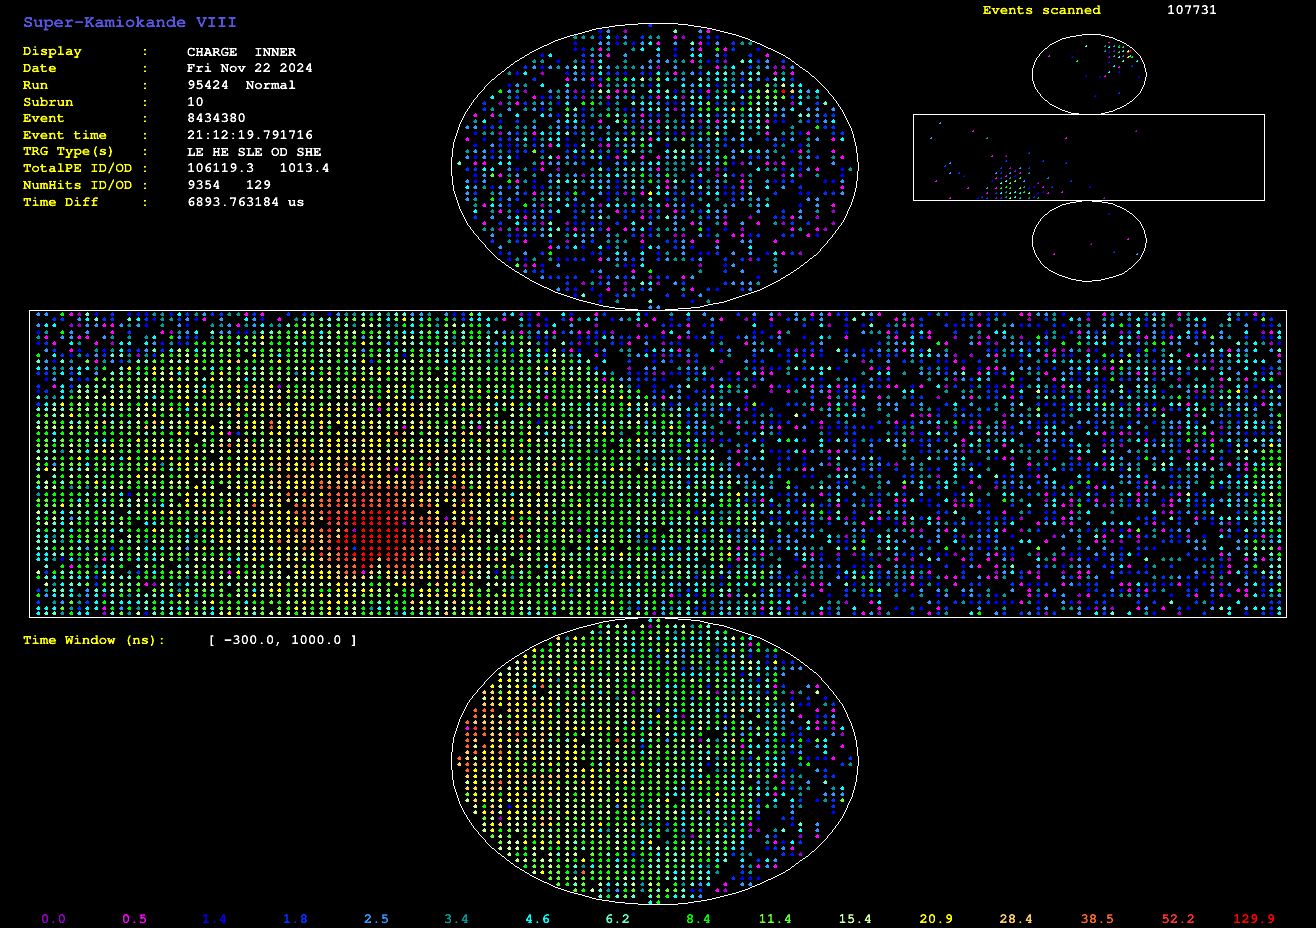 Super-Kamiokande VIII
Events scanned 107731
Display : CHARGE INNER
Date : Fri Nov 22 2024
Run : 95424 Normal
Subrun : 10
Event : 8434380
Event time : 21:12:19.791716
TRG Type(s) : LE HE SLE OD SHE
TotalPE ID/OD : 106119.3 1013.4
NumHits ID/OD : 9354 129
Time Diff : 6893.763184 us
Time Window (ns): [ -300.0, 1000.0 ]
0.0 0.5 1.4 1.8 2.5 3.4 4.6 6.2 8.4 11.4 15.4 20.9 28.4 38.5 52.2 129.9